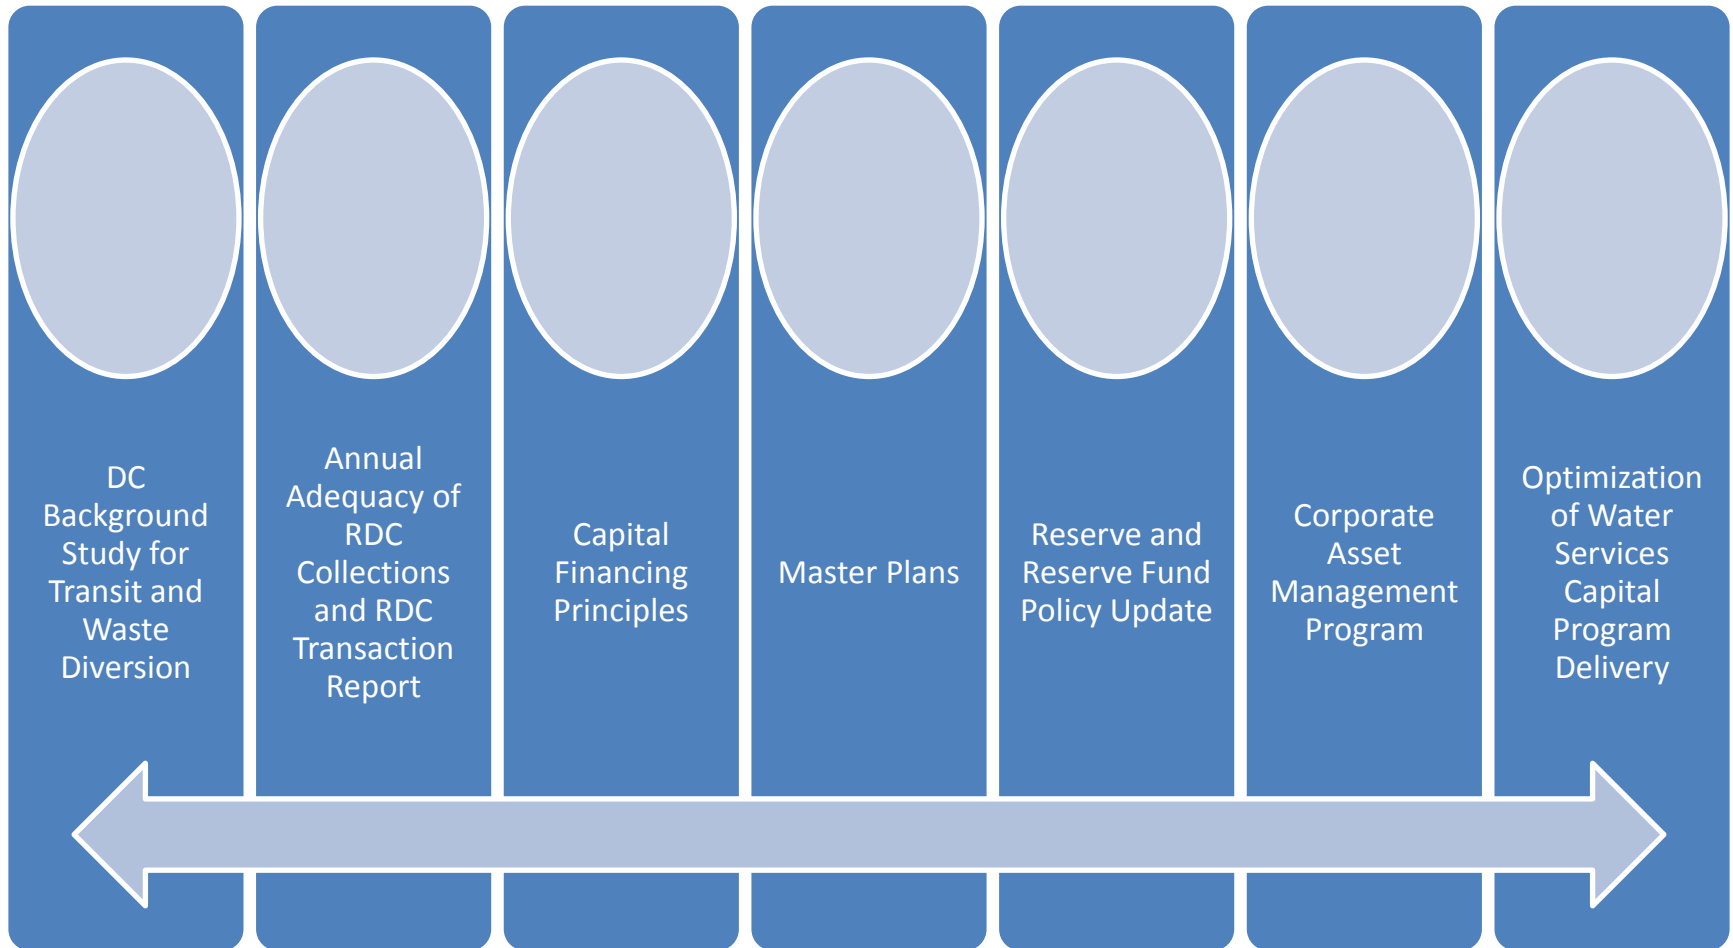 DC
Background
Study for
Transit and
Waste
Diversion
Annual
Adequacy of
RDC
Collections
and RDC
Transaction
Report
Capital
Financing
Principles
Master Plans
Reserve and
Reserve Fund
Policy Update
Corporate
Asset
Management
Program
Optimization
of Water
Services
Capital
Program
Delivery